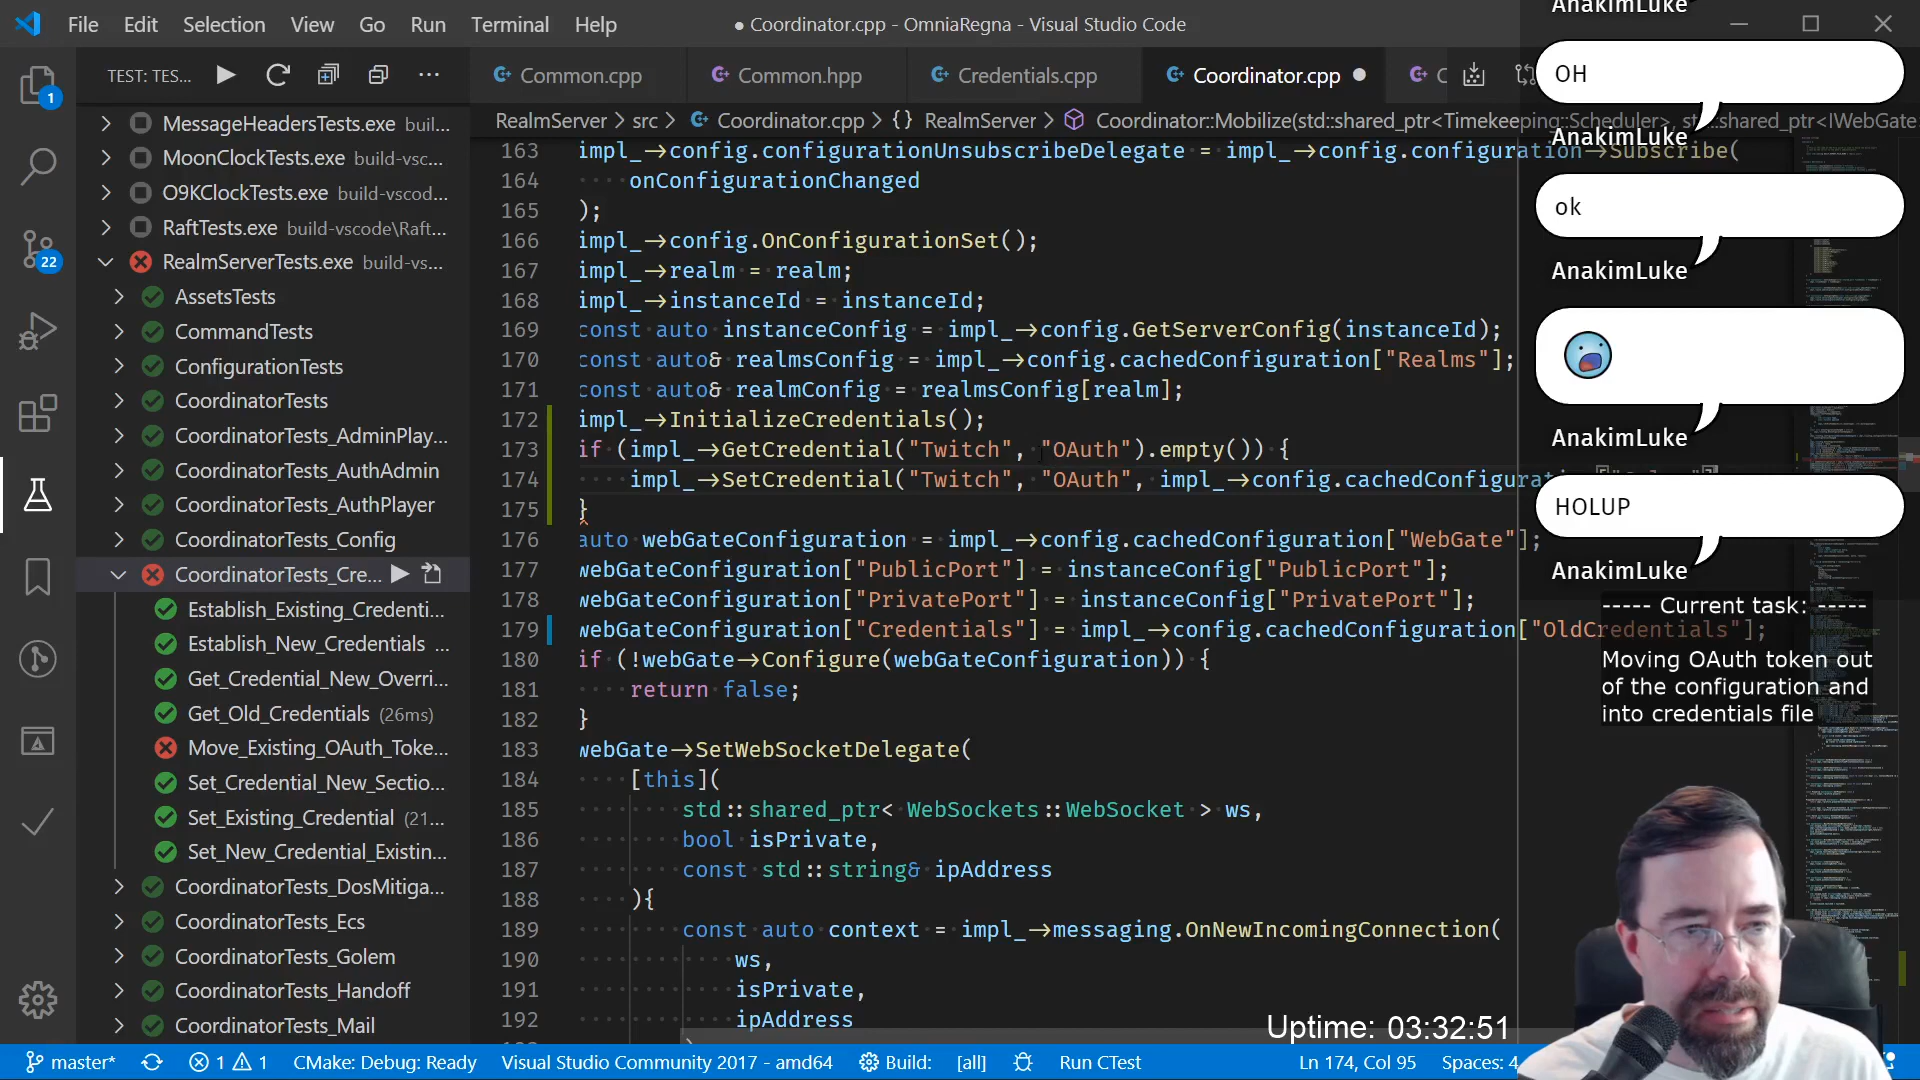 File Edit Selection View Go Run Terminal Help
● Coordinator.cpp - OmniaRegna - Visual Studio Code
TEST: TES...
Common.cpp Common.hpp Credentials.cpp Coordinator.cpp
RealmServer > src > Coordinator.cpp > {} RealmServer > Coordinator::Mobilize(std::shared_ptr<Timekeeping::Scheduler>, std::shared_ptr<IWebGate
1
22
MessageHeadersTests.exe buil...
MoonClockTests.exe build-vsc...
O9KClockTests.exe build-vscod...
RaftTests.exe build-vscode\Raft...
RealmServerTests.exe build-vs...
AssetsTests
CommandTests
ConfigurationTests
CoordinatorTests
CoordinatorTests_AdminPlay...
CoordinatorTests_AuthAdmin
CoordinatorTests_AuthPlayer
CoordinatorTests_Config
CoordinatorTests_Cre...
Establish_Existing_Credenti...
Establish_New_Credentials ...
Get_Credential_New_Overri...
Get_Old_Credentials (26ms)
Move_Existing_OAuth_Toke...
Set_Credential_New_Sectio...
Set_Existing_Credential (21...
Set_New_Credential_Existin...
CoordinatorTests_DosMitiga...
CoordinatorTests_Ecs
CoordinatorTests_Golem
CoordinatorTests_Handoff
CoordinatorTests_Mail
163 impl_->config.configurationUnsubscribeDelegate = impl_->config.configuration->Subscribe(
164 onConfigurationChanged
165 );
166 impl_->config.OnConfigurationSet();
167 impl_->realm = realm;
168 impl_->instanceId = instanceId;
169 const auto instanceConfig = impl_->config.GetServerConfig(instanceId);
170 const auto& realmsConfig = impl_->config.cachedConfiguration["Realms"];
171 const auto& realmConfig = realmsConfig[realm];
172 impl_->InitializeCredentials();
173 if (impl_->GetCredential("Twitch", "OAuth").empty()) {
174 impl_->SetCredential("Twitch", "OAuth", impl_->config.cachedConfigurat
175 }
176 auto webGateConfiguration = impl_->config.cachedConfiguration["WebGate"];
177 webGateConfiguration["PublicPort"] = instanceConfig["PublicPort"];
178 webGateConfiguration["PrivatePort"] = instanceConfig["PrivatePort"];
179 webGateConfiguration["Credentials"] = impl_->config.cachedConfiguration["OldCredentials"];
180 if (!webGate->Configure(webGateConfiguration)) {
181 return false;
182 }
183 webGate->SetWebSocketDelegate(
184 [this](
185 std::shared_ptr< WebSockets::WebSocket > ws,
186 bool isPrivate,
187 const std::string& ipAddress
188 ){
189 const auto context = impl_->messaging.OnNewIncomingConnection(
190 ws,
191 isPrivate,
192 ipAddress
AnakimLuke
OH
AnakimLuke
ok
AnakimLuke
AnakimLuke
HOLUP
AnakimLuke
----- Current task: -----
Moving OAuth token out
of the configuration and
into credentials file
Uptime: 03:32:51
master* 1 1 CMake: Debug: Ready Visual Studio Community 2017 - amd64 Build: [all] Run CTest Ln 174, Col 95 Spaces: 4